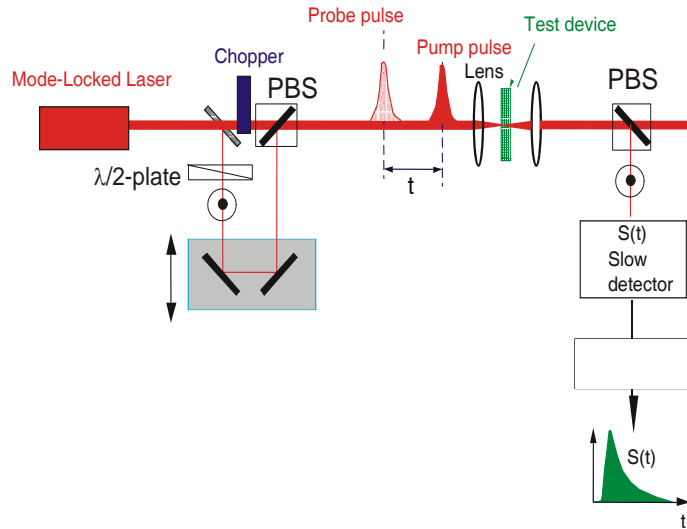 Probe pulse
Test device
Chopper
Pump pulse
Mode-Locked Laser
PBS
Lens
PBS
λ/2-plate
t
S(t)
Slow
detector
S(t)
t